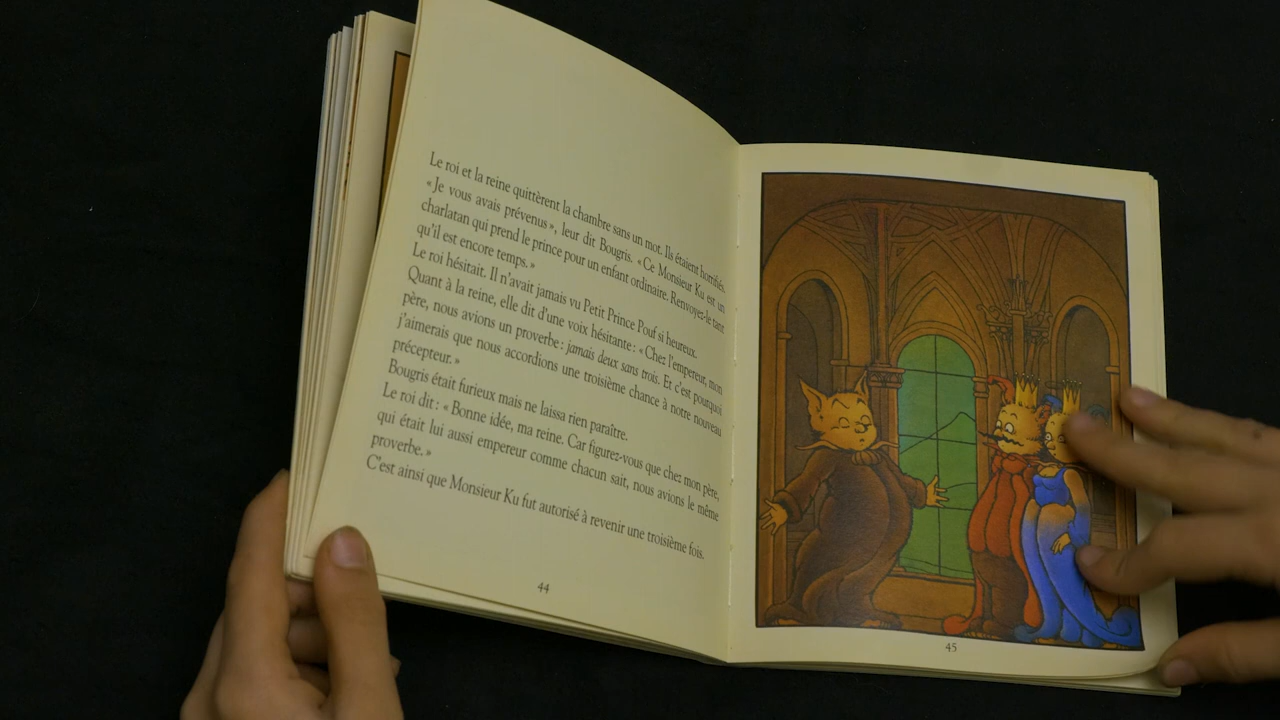 Le roi et la reine quittèrent la chambre sans un mot. Ils étaient horrifiés.
« Je vous avais prévenus », leur dit Bougris. « Ce Monsieur Ku est un
charlatan qui prend le prince pour un enfant ordinaire. Renvoyez-le tant
qu'il est encore temps. »
Le roi hésitait. Il n'avait jamais vu Petit Prince Pouf si heureux.
Quant à la reine, elle dit d'une voix hésitante : « Chez l'empereur, mon
père, nous avions un proverbe : jamais deux sans trois. Et c'est pourquoi
j'aimerais que nous accordions une troisième chance à notre nouveau
précepteur. »
Bougris était furieux mais ne laissa rien paraître.
Le roi dit : « Bonne idée, ma reine. Car figurez-vous que chez mon père,
qui était lui aussi empereur comme chacun sait, nous avions le même
proverbe. »
C'est ainsi que Monsieur Ku fut autorisé à revenir une troisième fois.
44
45